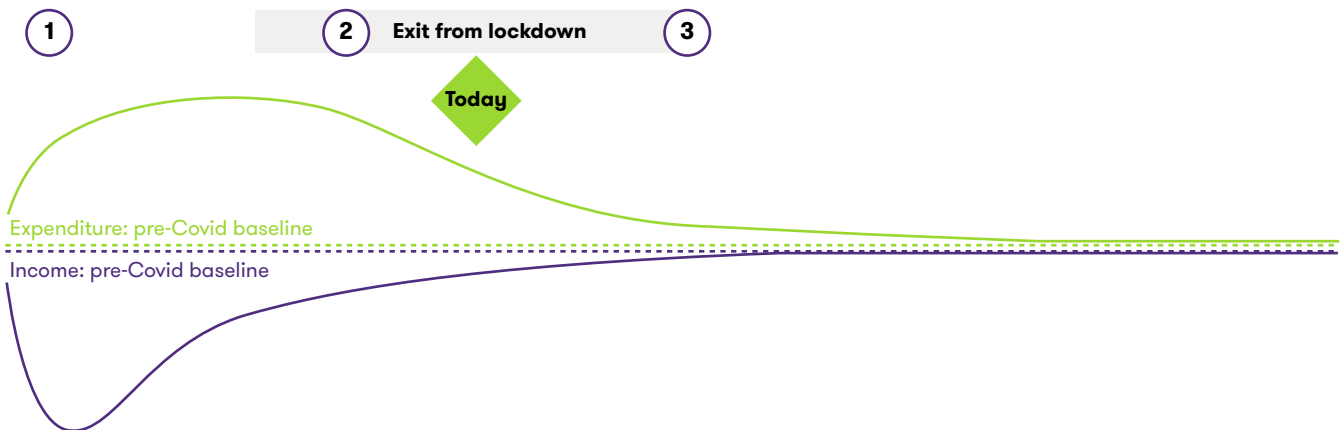 1
2
Exit from lockdown
3
Today
Expenditure: pre-Covid baseline
Income: pre-Covid baseline